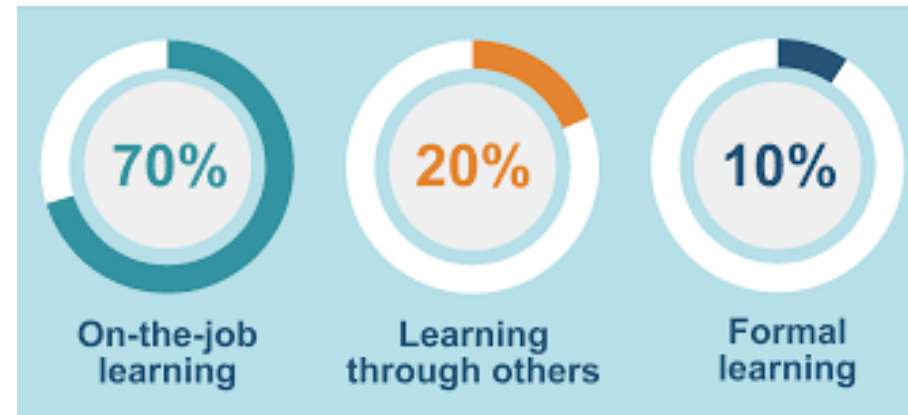 70%
On-the-job
learning
20%
Learning
through others
10%
Formal
learning